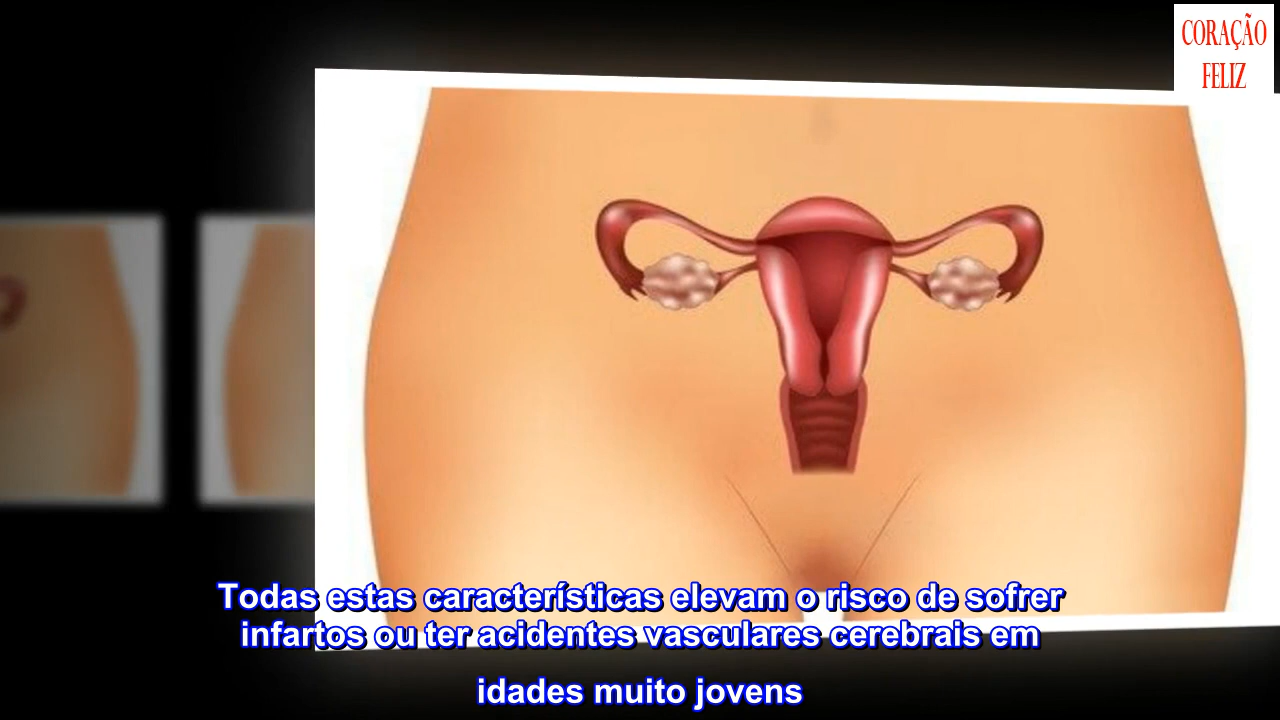 CORAÇÃO
FELIZ
Todas estas características elevam o risco de sofrer
infartos ou ter acidentes vasculares cerebrais em
idades muito jovens